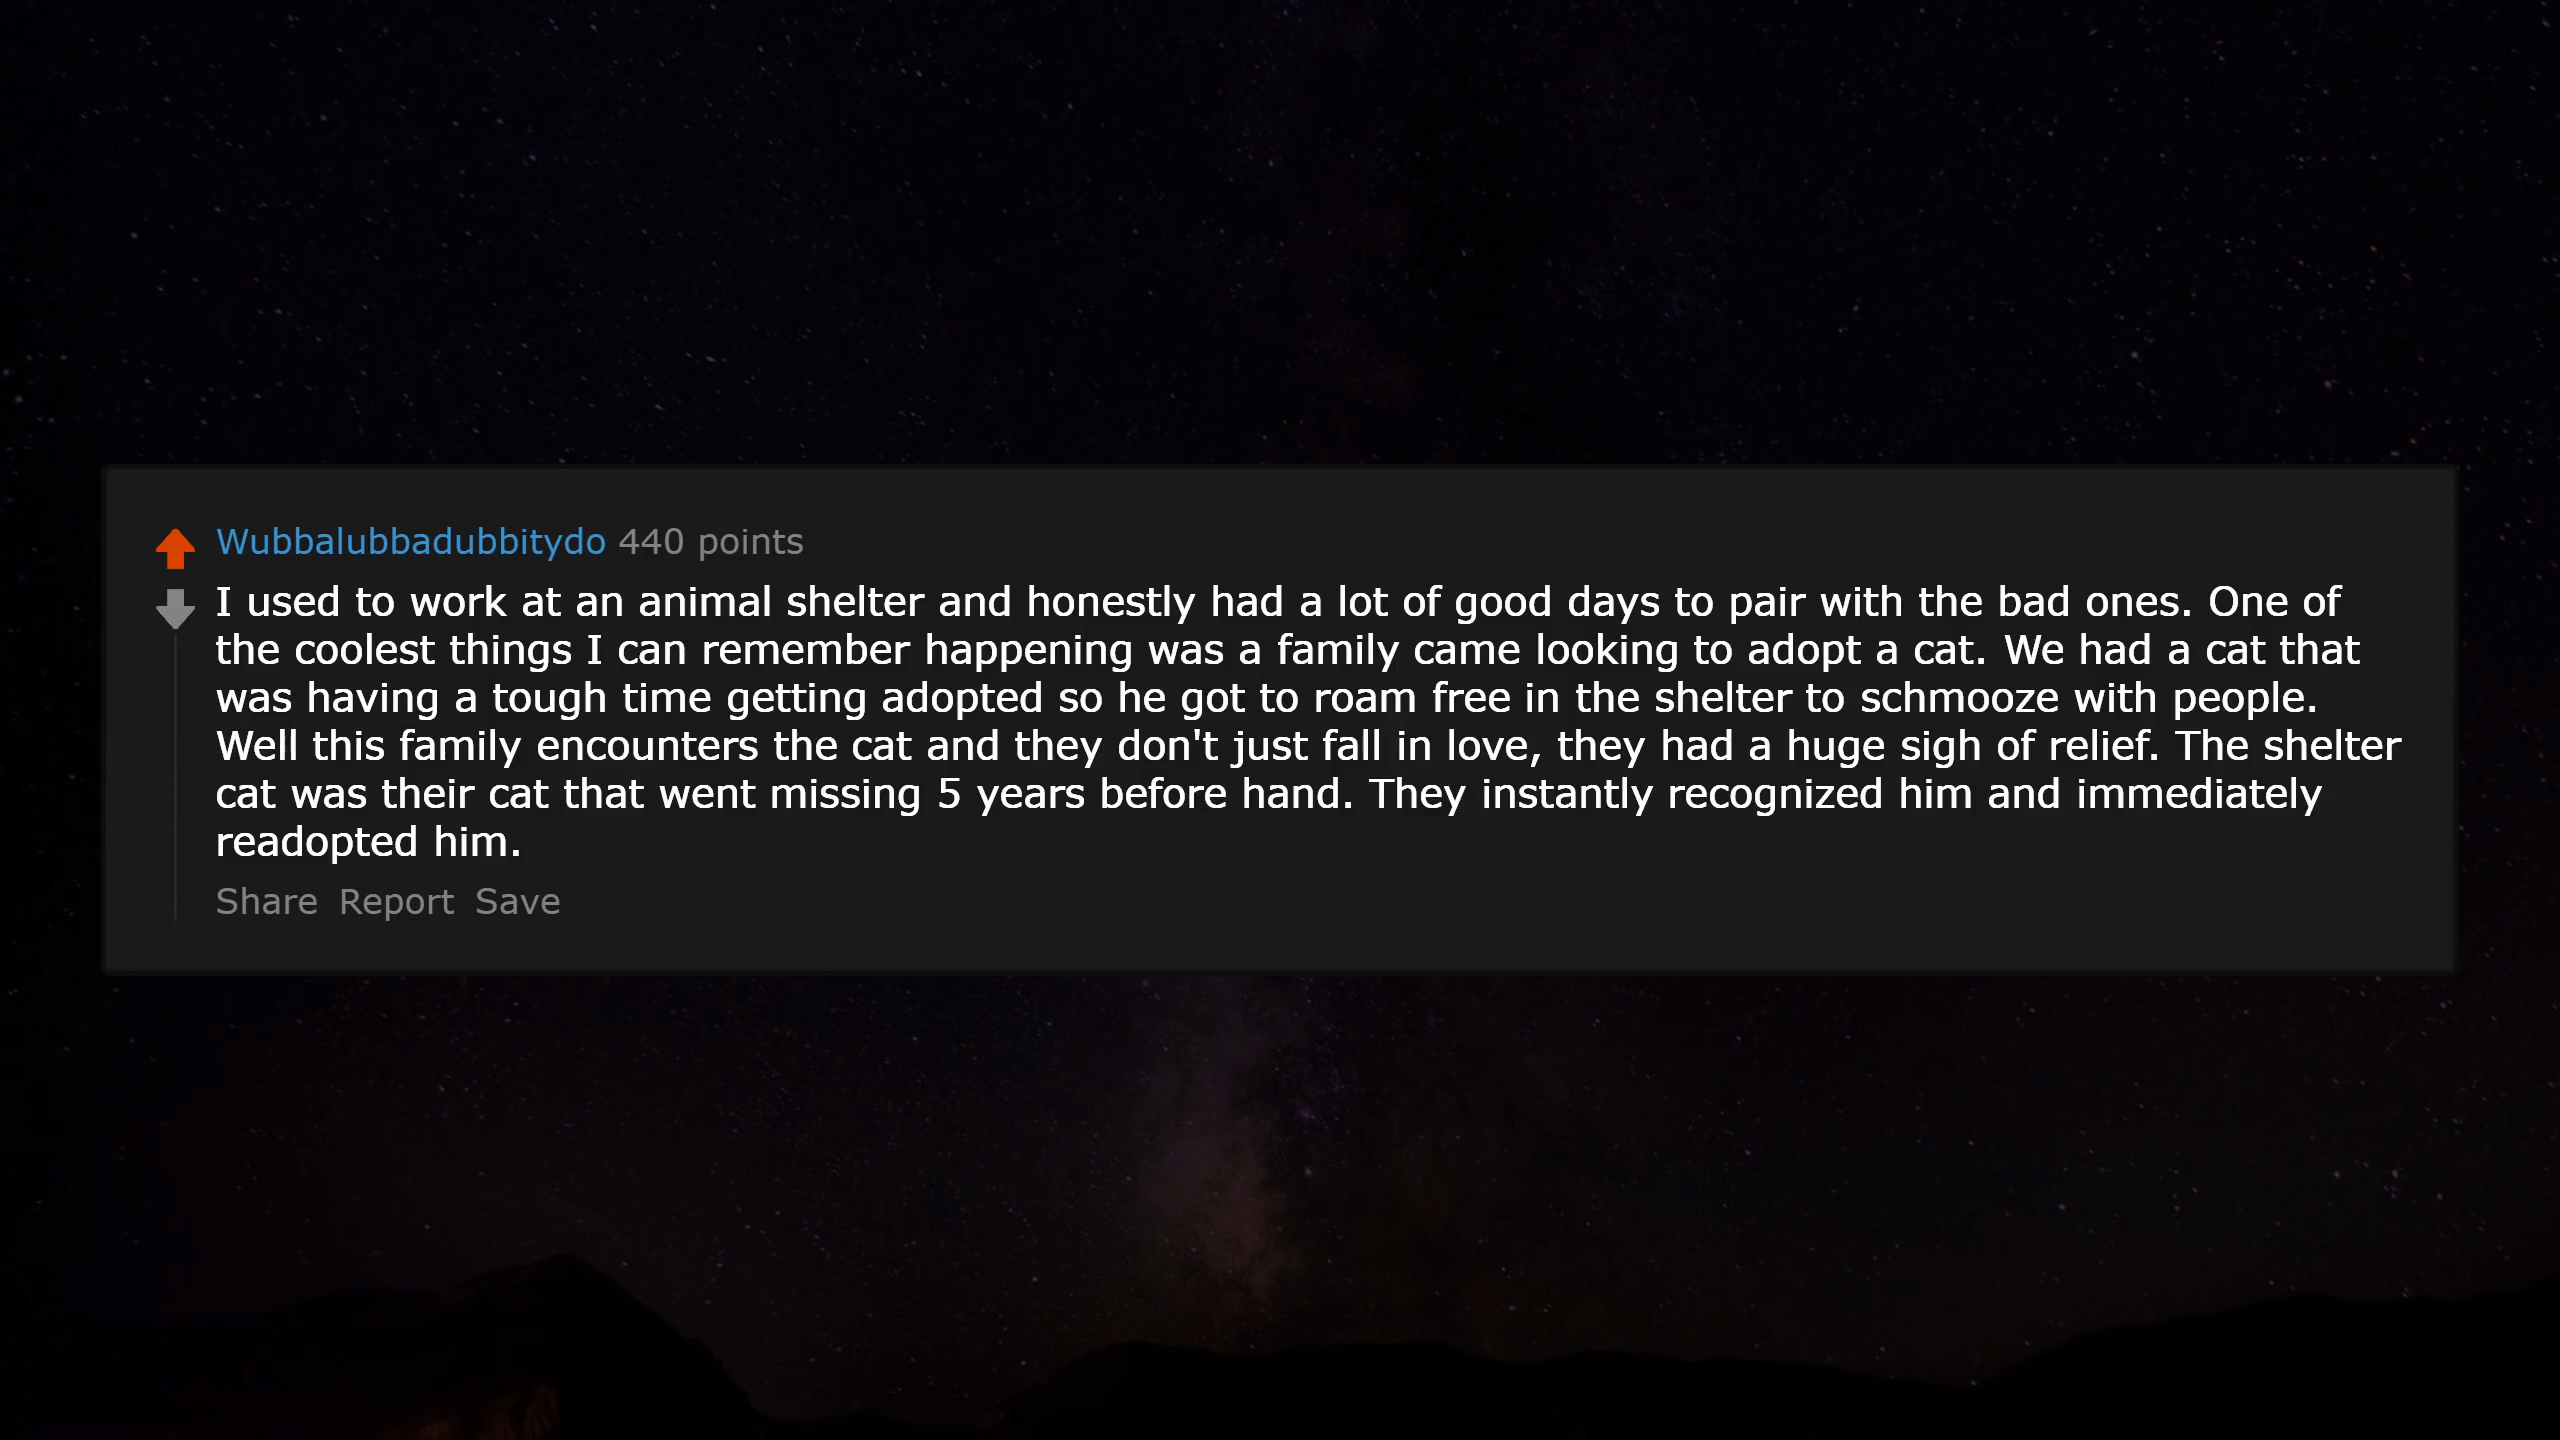 Wubbalubbadubbitydo 440 points
I used to work at an animal shelter and honestly had a lot of good days to pair with the bad ones. One of
the coolest things I can remember happening was a family came looking to adopt a cat. We had a cat that
was having a tough time getting adopted so he got to roam free in the shelter to schmooze with people.
Well this family encounters the cat and they don't just fall in love, they had a huge sigh of relief. The shelter
cat was their cat that went missing 5 years before hand. They instantly recognized him and immediately
readopted him.
Share Report Save